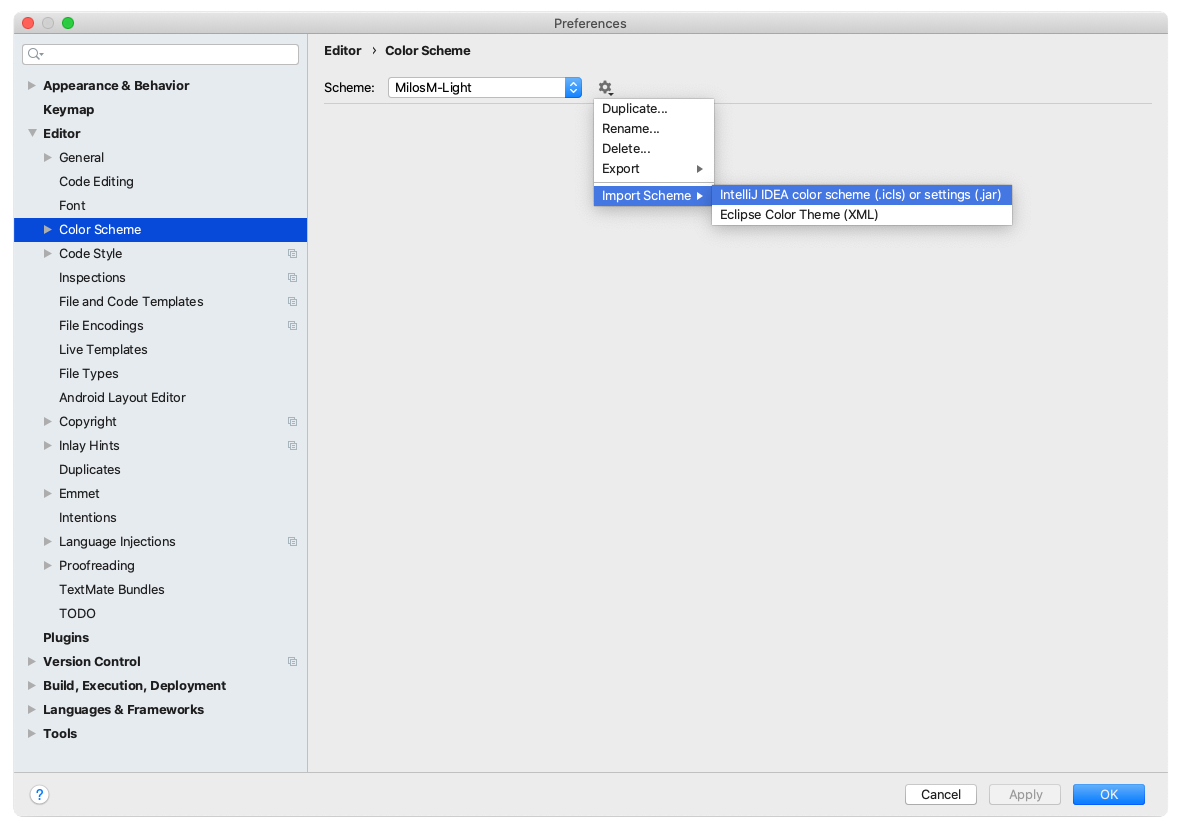 Preferences
Appearance & Behavior
Keymap
Editor
General
Code Editing
Font
Color Scheme
Code Style
Inspections
File and Code Templates
File Encodings
Live Templates
File Types
Android Layout Editor
Copyright
Inlay Hints
Duplicates
Emmet
Intentions
Language Injections
Proofreading
TextMate Bundles
TODO
Plugins
Version Control
Build, Execution, Deployment
Languages & Frameworks
Tools
Editor › Color Scheme
Scheme: MilosM-Light
Duplicate...
Rename...
Delete...
Export
Import Scheme
IntelliJ IDEA color scheme (.icls) or settings (.jar)
Eclipse Color Theme (XML)
?
Cancel
Apply
OK